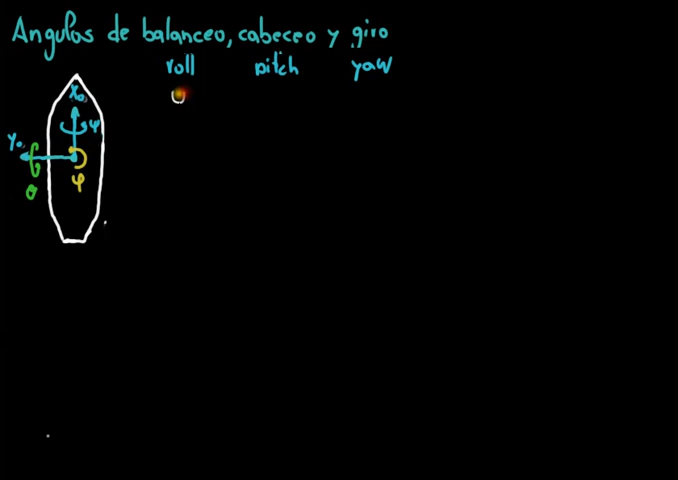 Angulos de balanceo, cabeceo y giro
roll pitch yaw
X₀
ψ
Y₀
θ
φ